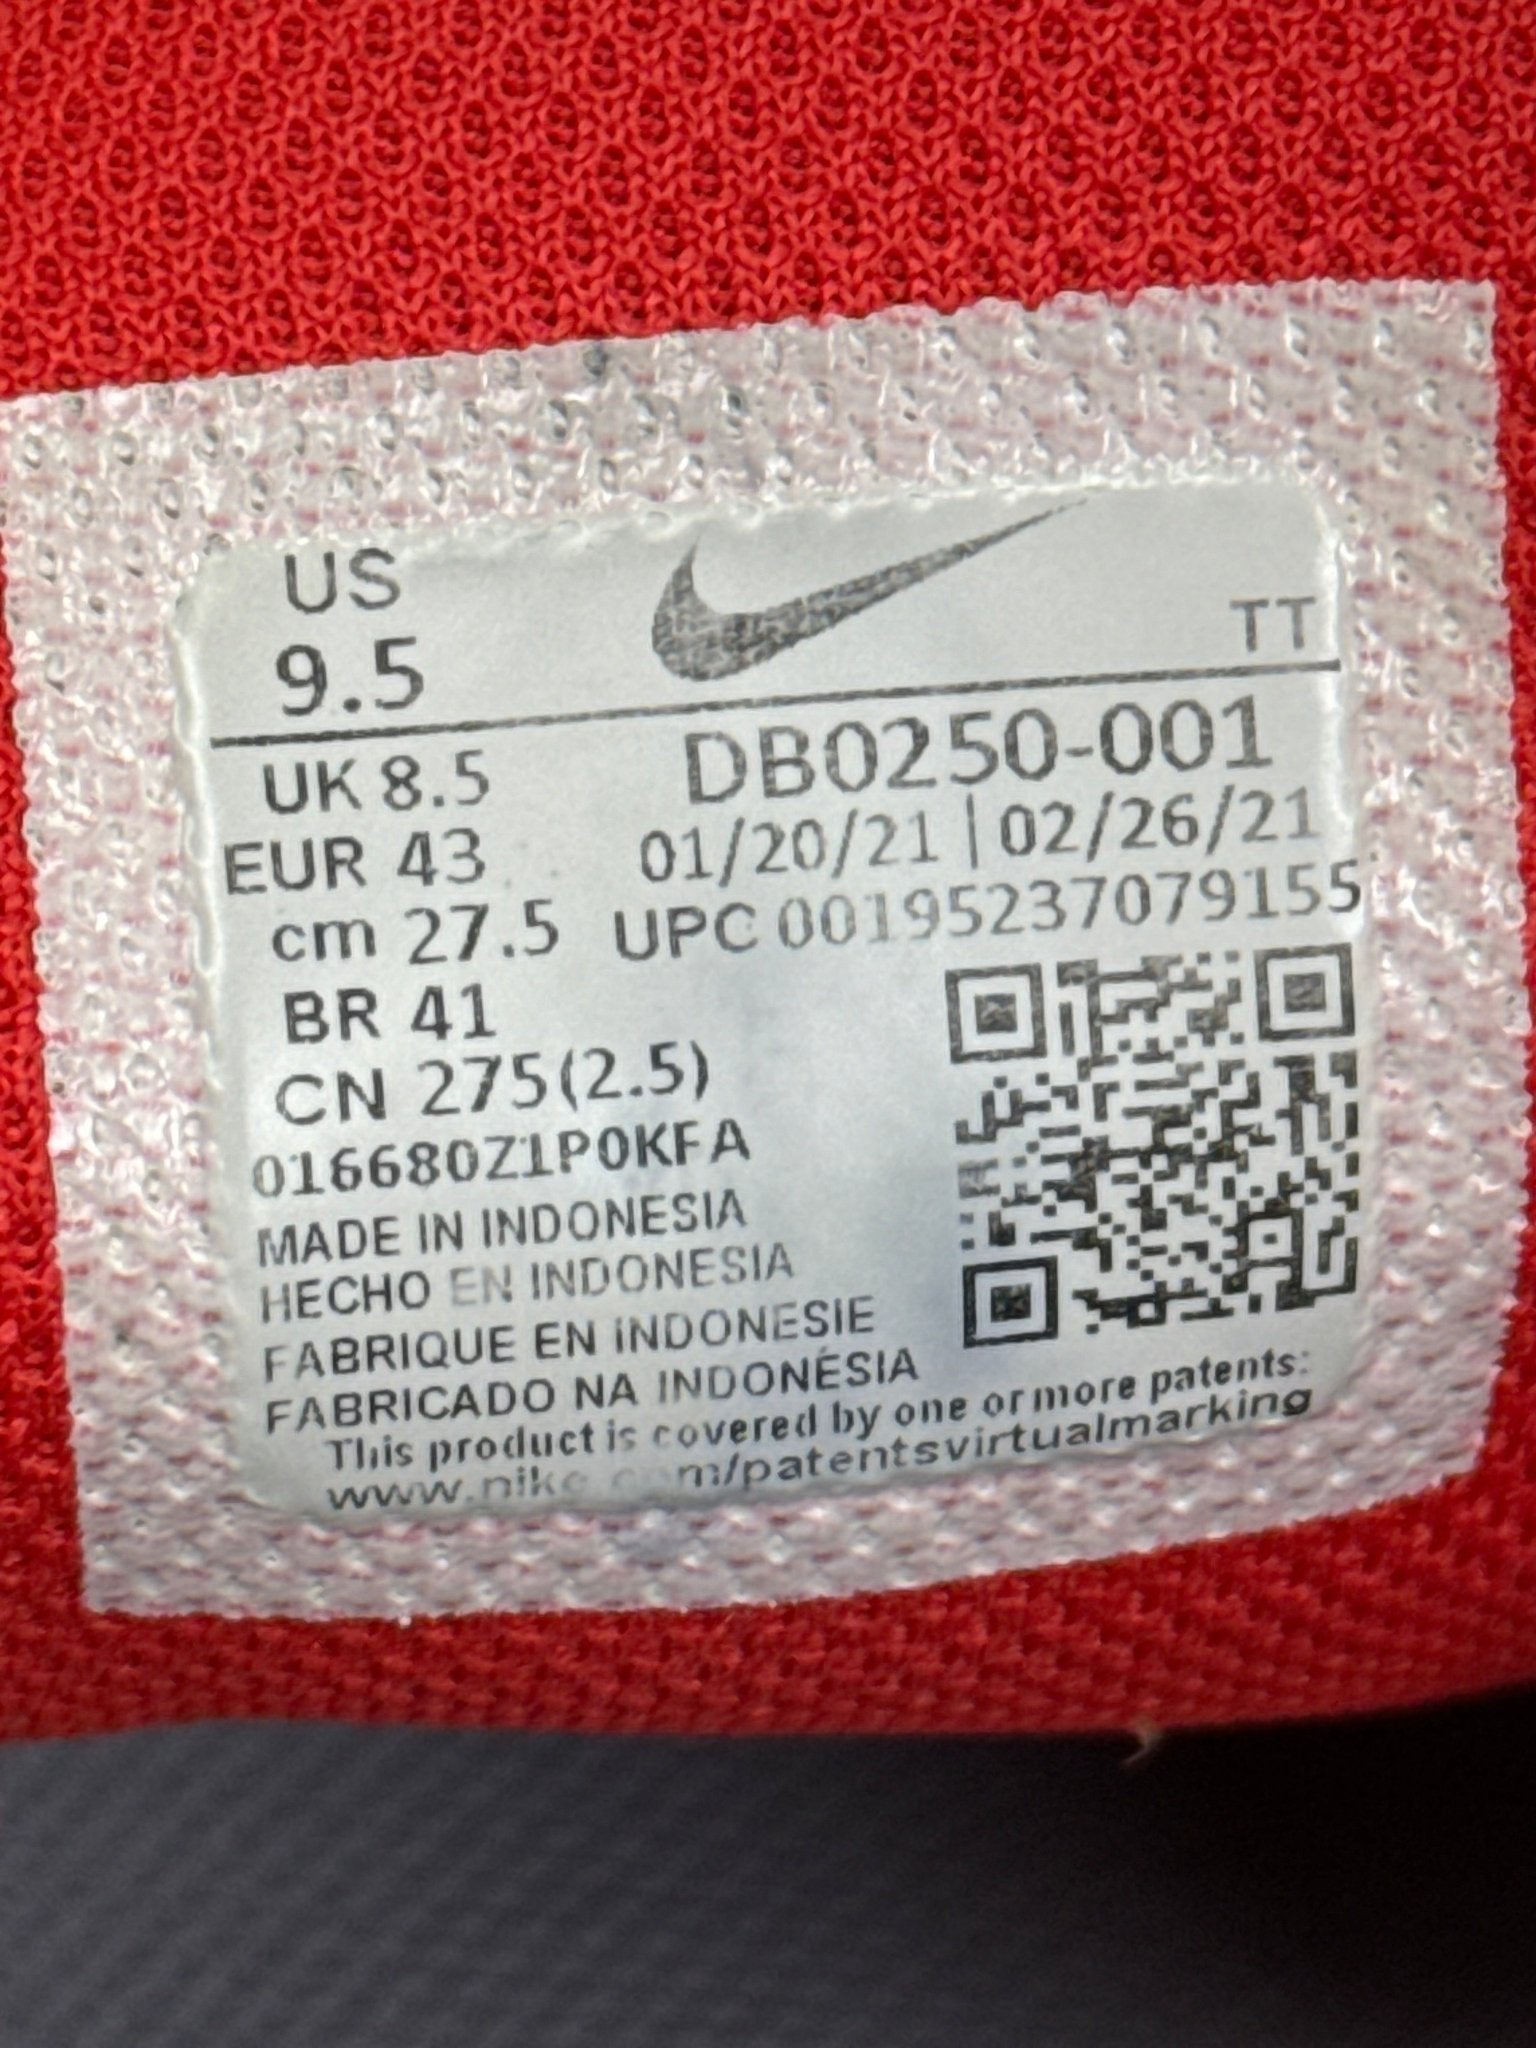 US
9.5
TT
UK 8.5
DB0250-001
EUR 43
01/20/21 | 02/26/21
cm 27.5
UPC 00195237079155
BR 41
CN 275(2.5)
016680Z1P0KFA
MADE IN INDONESIA
HECHO EN INDONESIA
FABRIQUE EN INDONESIE
FABRICADO NA INDONÉSIA
This product is covered by one or more patents:
www.nike.com/patentsvirtualmarking